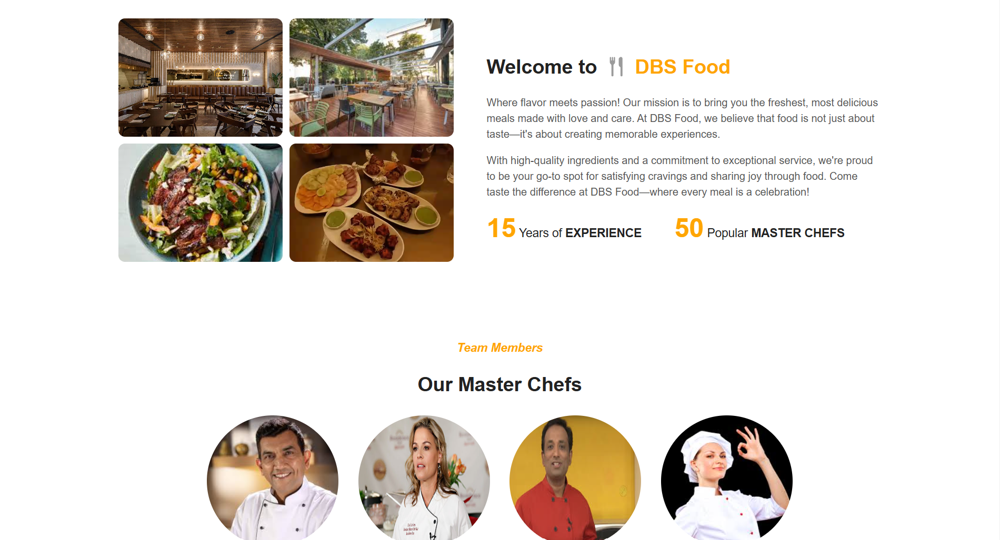 Welcome to DBS Food
Where flavor meets passion! Our mission is to bring you the freshest, most delicious
meals made with love and care. At DBS Food, we believe that food is not just about
taste—it's about creating memorable experiences.
With high-quality ingredients and a commitment to exceptional service, we're proud
to be your go-to spot for satisfying cravings and sharing joy through food. Come
taste the difference at DBS Food—where every meal is a celebration!
15 Years of EXPERIENCE
50 Popular MASTER CHEFS
Team Members
Our Master Chefs